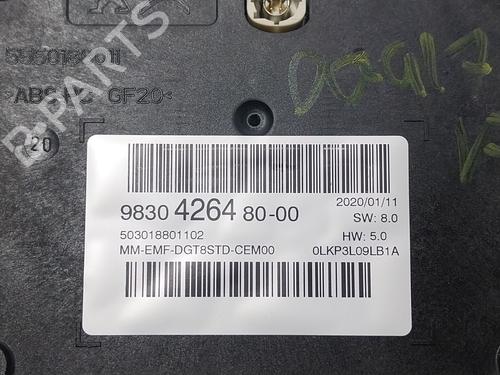 B-PARTS
GF20<
20
9830 4264 80-00
2020/01/11
SW: 8.0
503018801102
HW: 5.0
MM-EMF-DGT8STD-CEM00
0LKP3L09LB1A